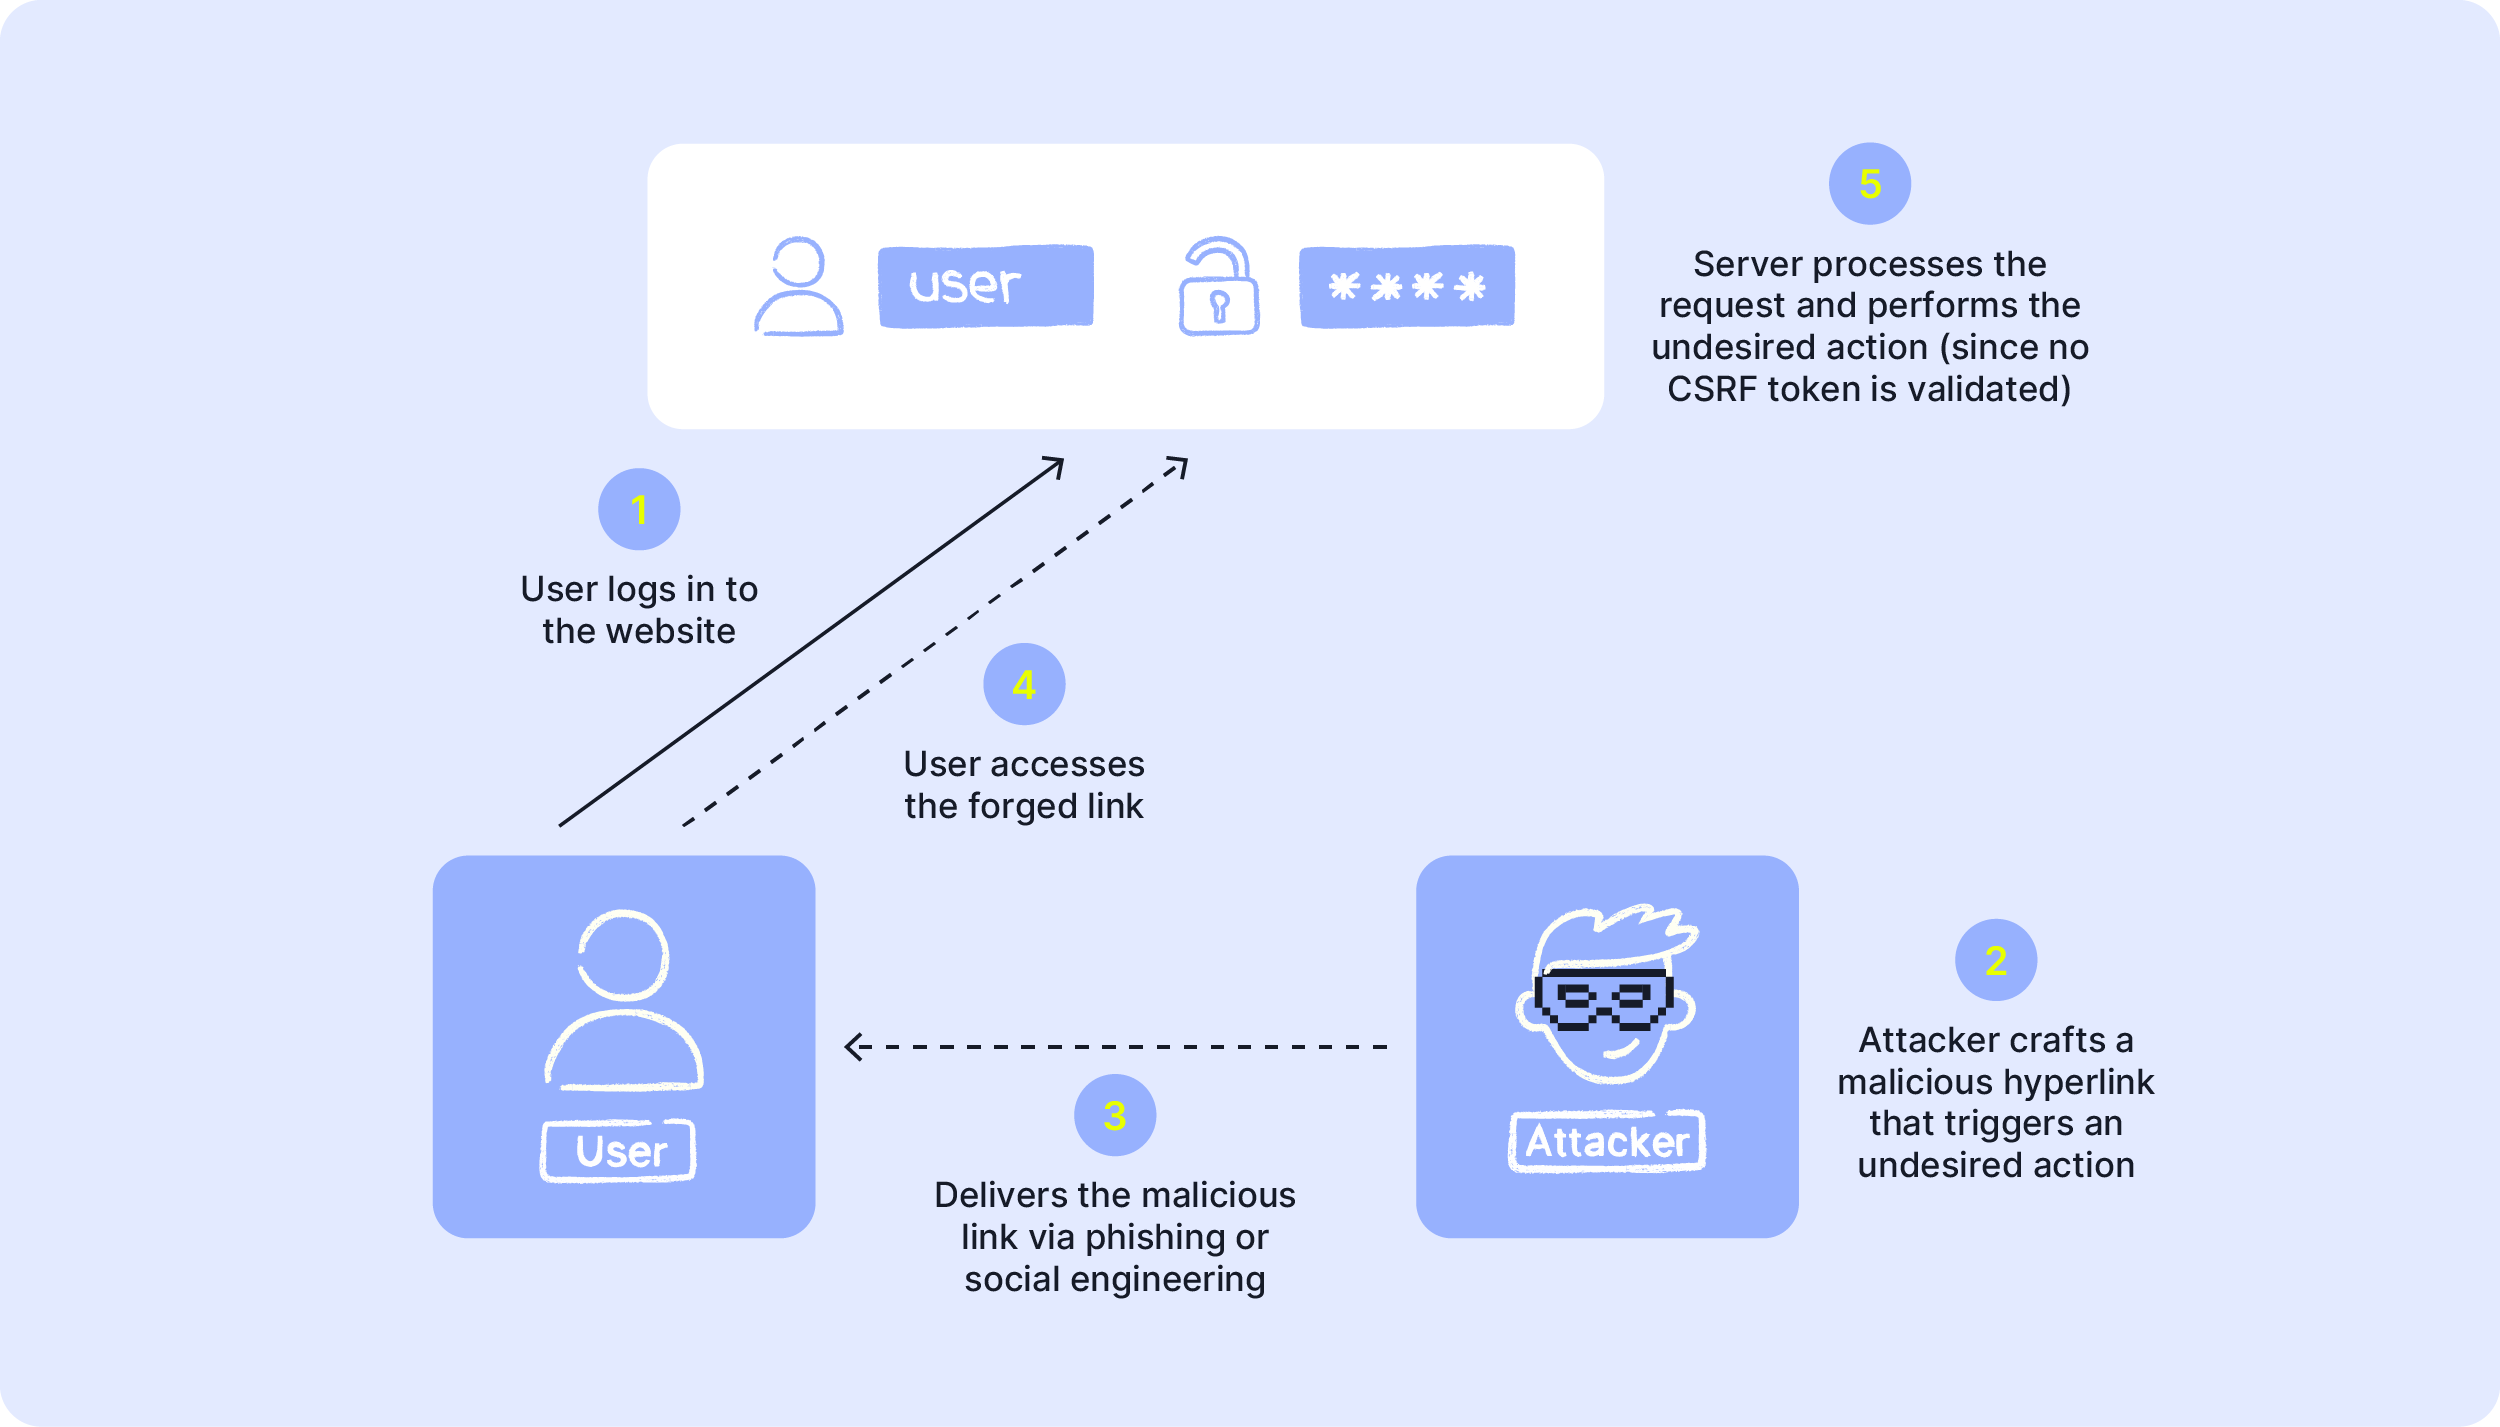 user
****
5
Server processes the
request and performs the
undesired action (since no
CSRF token is validated)
1
User logs in to
the website
4
User accesses
the forged link
User
Attacker
2
Attacker crafts a
malicious hyperlink
that triggers an
undesired action
3
Delivers the malicious
link via phishing or
social engineering